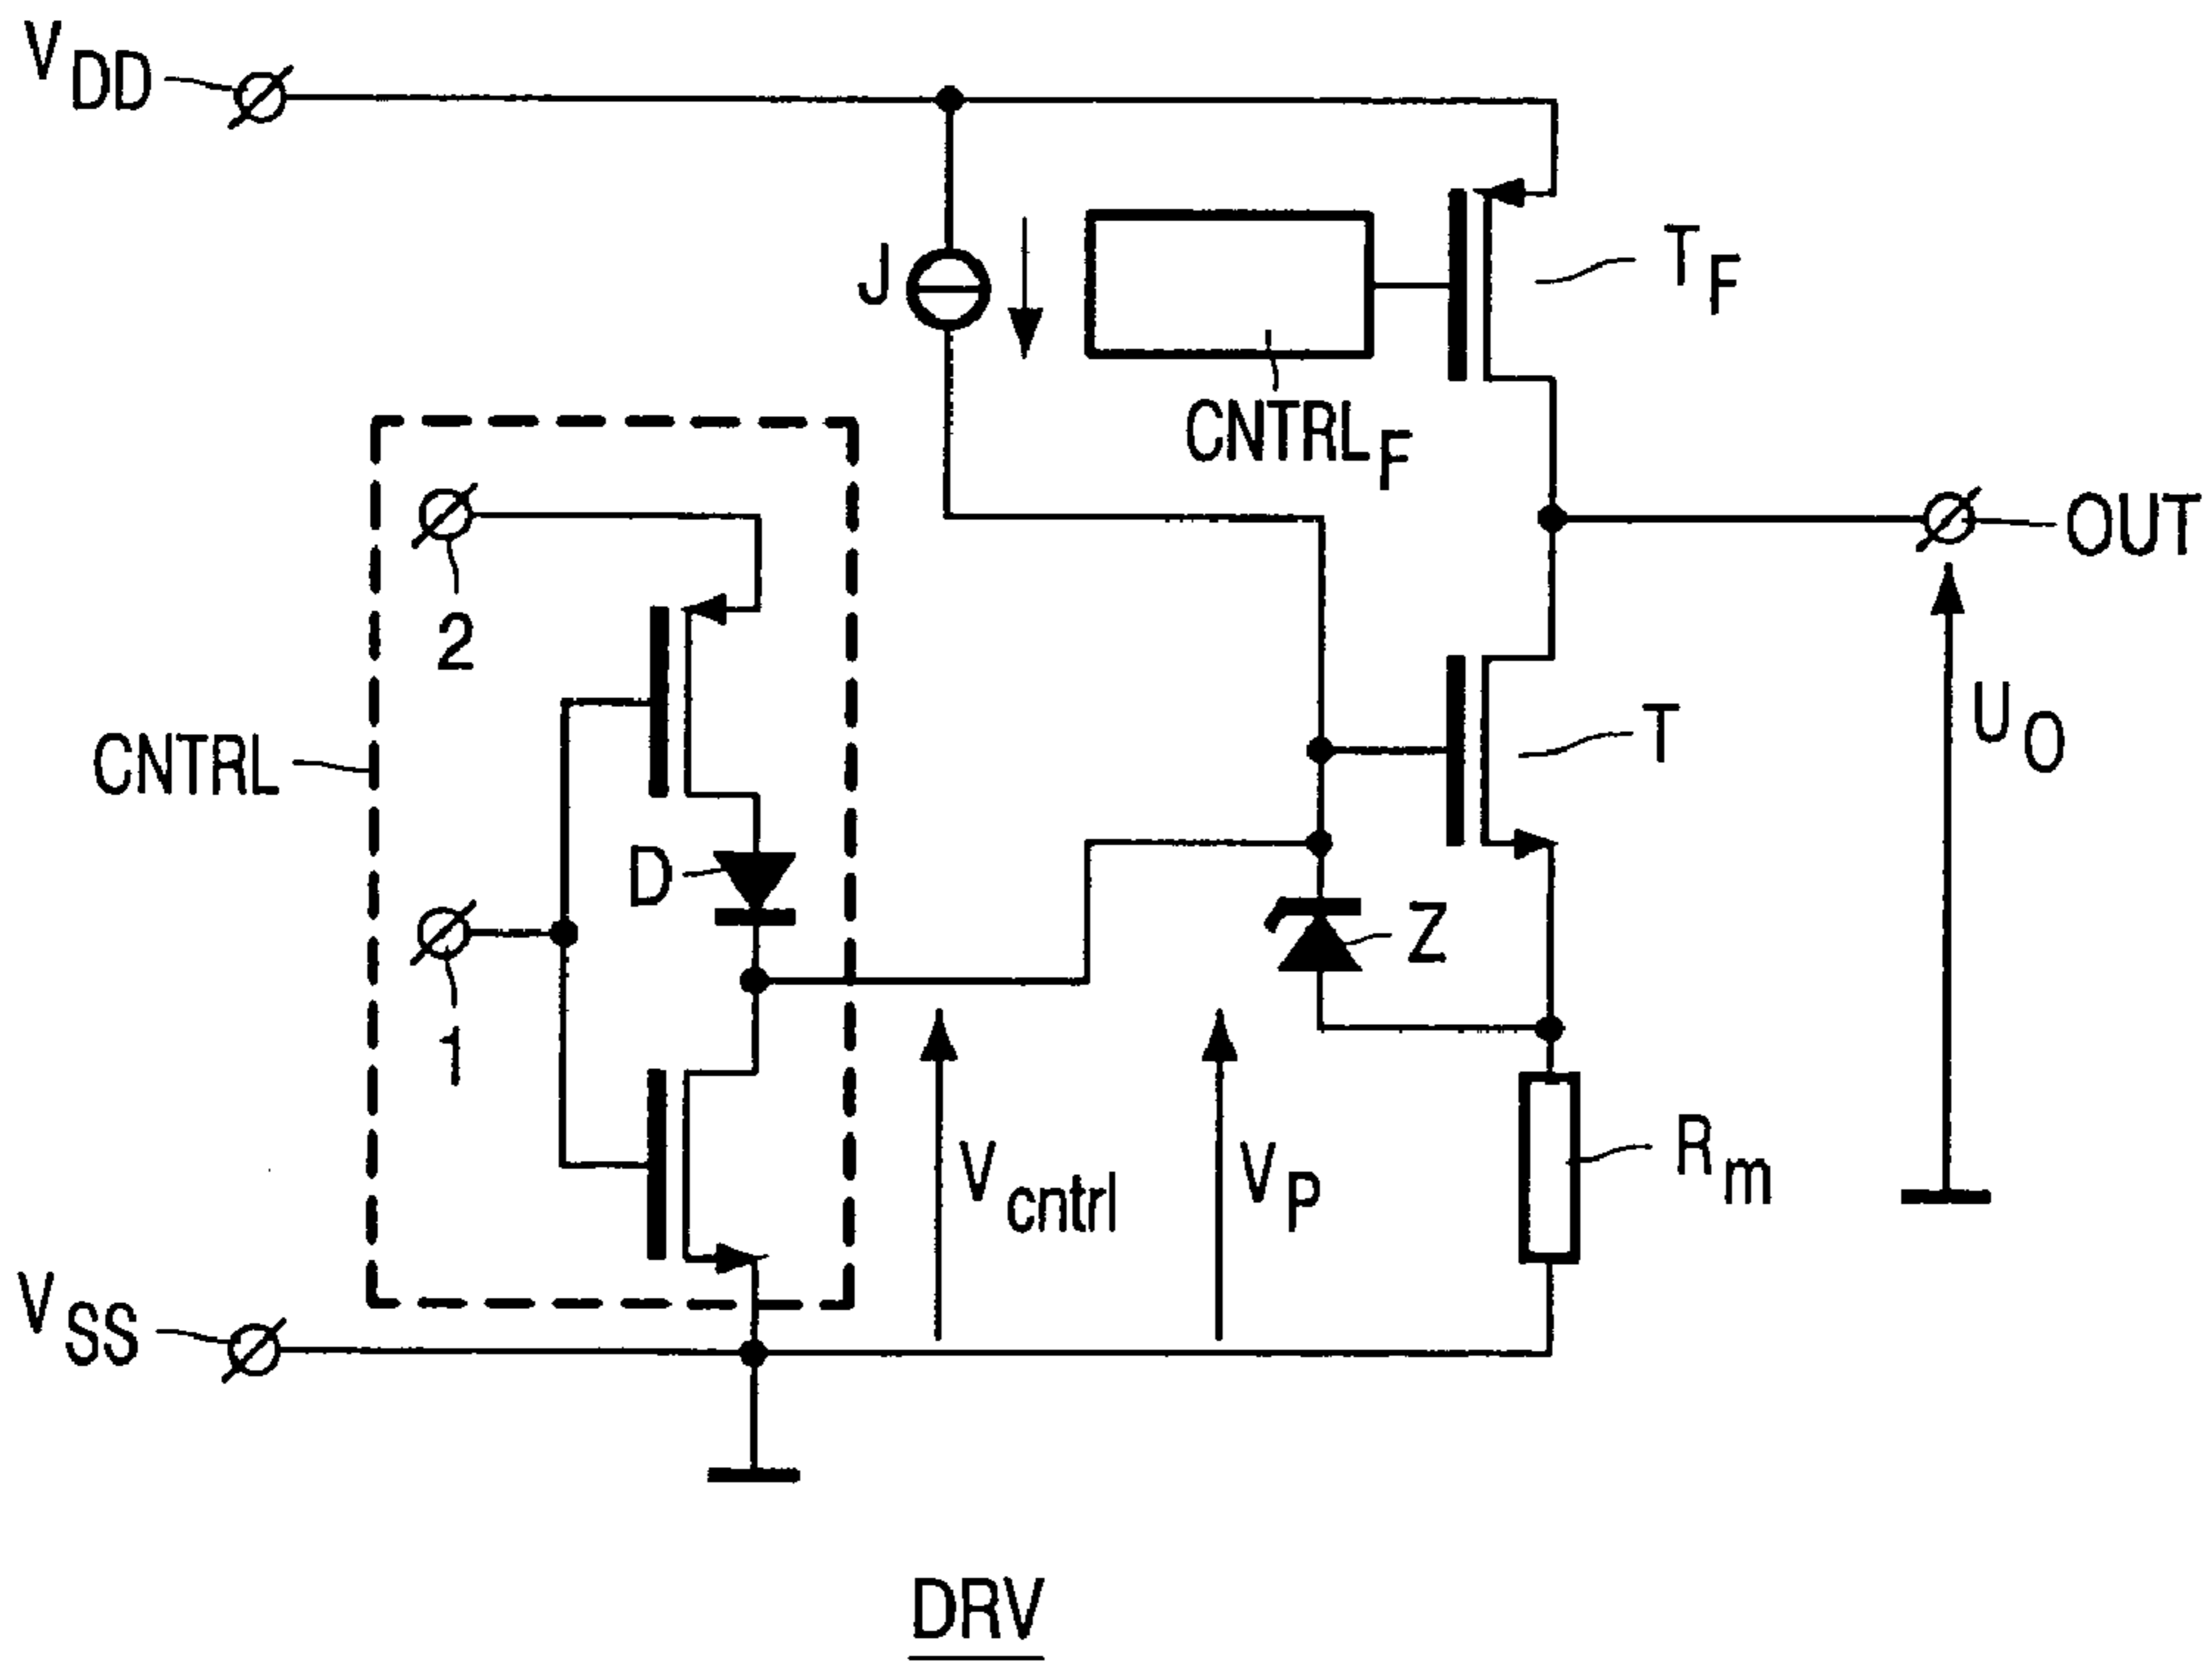 VDD
J
TF
CNTRLF
OUT
2
UO
T
CNTRL
D
Z
1
Vcntrl
VP
Rm
VSS
DRV